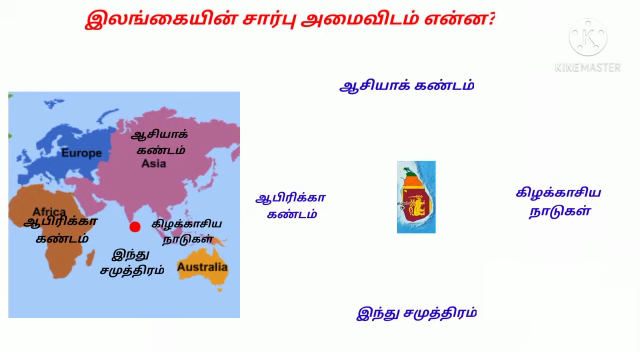 இலங்கையின் சார்பு அமைவிடம் என்ன?
KINEMASTER
ஆசியாக் கண்டம்
ஆசியாக்
கண்டம்
Europe
Asia
Africa
ஆபிரிக்கா
கண்டம்
கிழக்காசிய
நாடுகள்
இந்து
சமுத்திரம்
Australia
ஆபிரிக்கா
கண்டம்
கிழக்காசிய
நாடுகள்
இந்து சமுத்திரம்